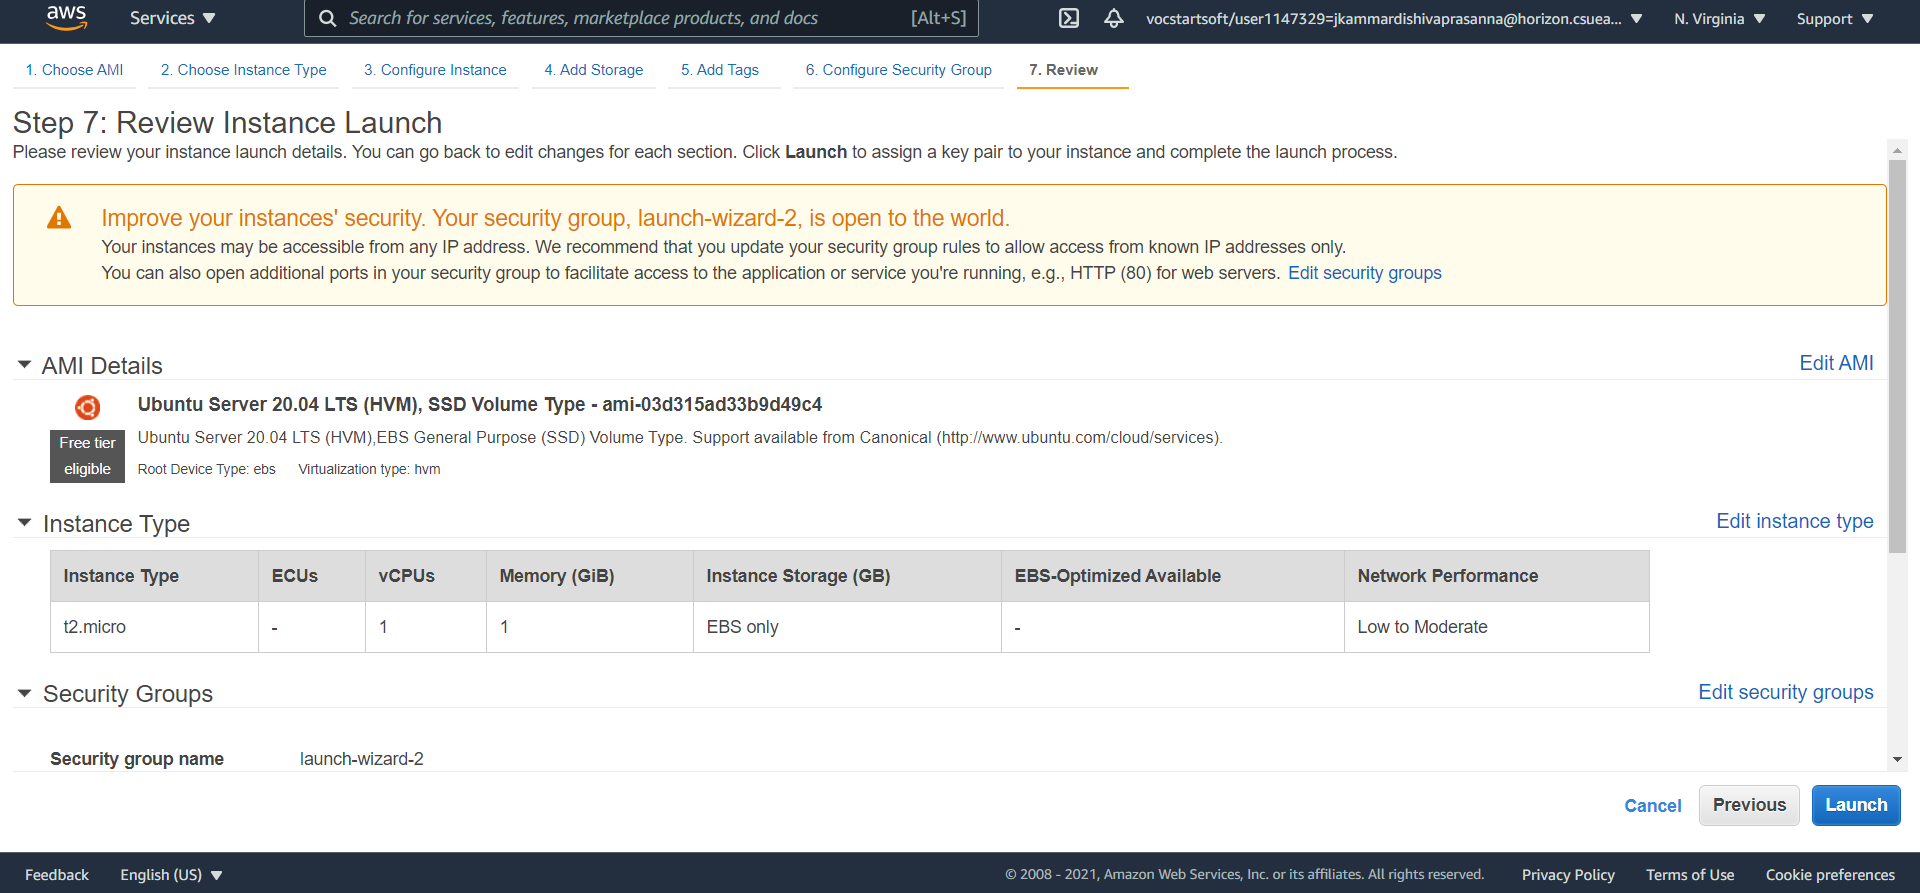 aws Services Search for services, features, marketplace products, and docs [Alt+S] vocstartsoft/user1147329=jkammardishivaprasanna@horizon.csuea... N. Virginia Support
1. Choose AMI 2. Choose Instance Type 3. Configure Instance 4. Add Storage 5. Add Tags 6. Configure Security Group 7. Review
Step 7: Review Instance Launch
Please review your instance launch details. You can go back to edit changes for each section. Click Launch to assign a key pair to your instance and complete the launch process.
Improve your instances' security. Your security group, launch-wizard-2, is open to the world.
Your instances may be accessible from any IP address. We recommend that you update your security group rules to allow access from known IP addresses only.
You can also open additional ports in your security group to facilitate access to the application or service you're running, e.g., HTTP (80) for web servers. Edit security groups
AMI Details Edit AMI
Ubuntu Server 20.04 LTS (HVM), SSD Volume Type - ami-03d315ad33b9d49c4
Free tier eligible
Ubuntu Server 20.04 LTS (HVM),EBS General Purpose (SSD) Volume Type. Support available from Canonical (http://www.ubuntu.com/cloud/services).
Root Device Type: ebs Virtualization type: hvm
Instance Type Edit instance type
Instance Type ECUs vCPUs Memory (GiB) Instance Storage (GB) EBS-Optimized Available Network Performance
t2.micro - 1 1 EBS only - Low to Moderate
Security Groups Edit security groups
Security group name launch-wizard-2
Cancel Previous Launch
Feedback English (US) © 2008 - 2021, Amazon Web Services, Inc. or its affiliates. All rights reserved. Privacy Policy Terms of Use Cookie preferences